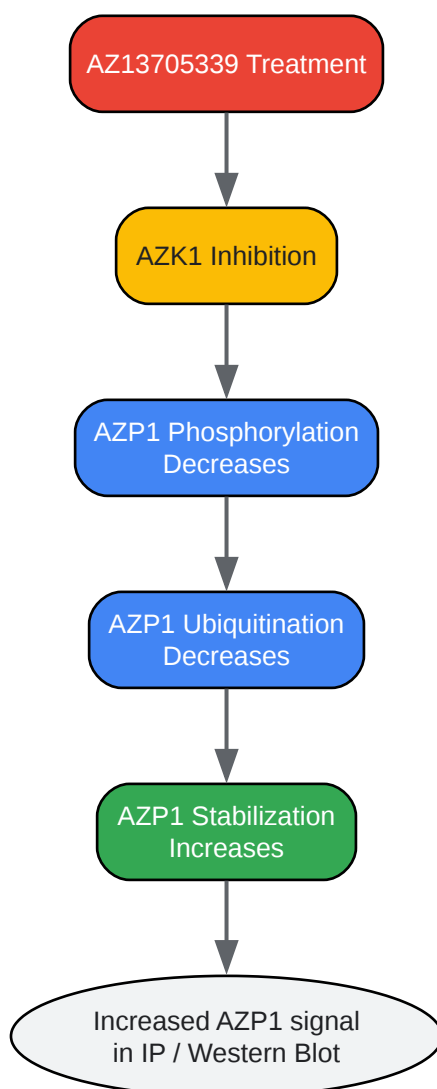 AZ13705339 Treatment
AZK1 Inhibition
AZP1 Phosphorylation
Decreases
AZP1 Ubiquitination
Decreases
AZP1 Stabilization
Increases
Increased AZP1 signal
in IP / Western Blot